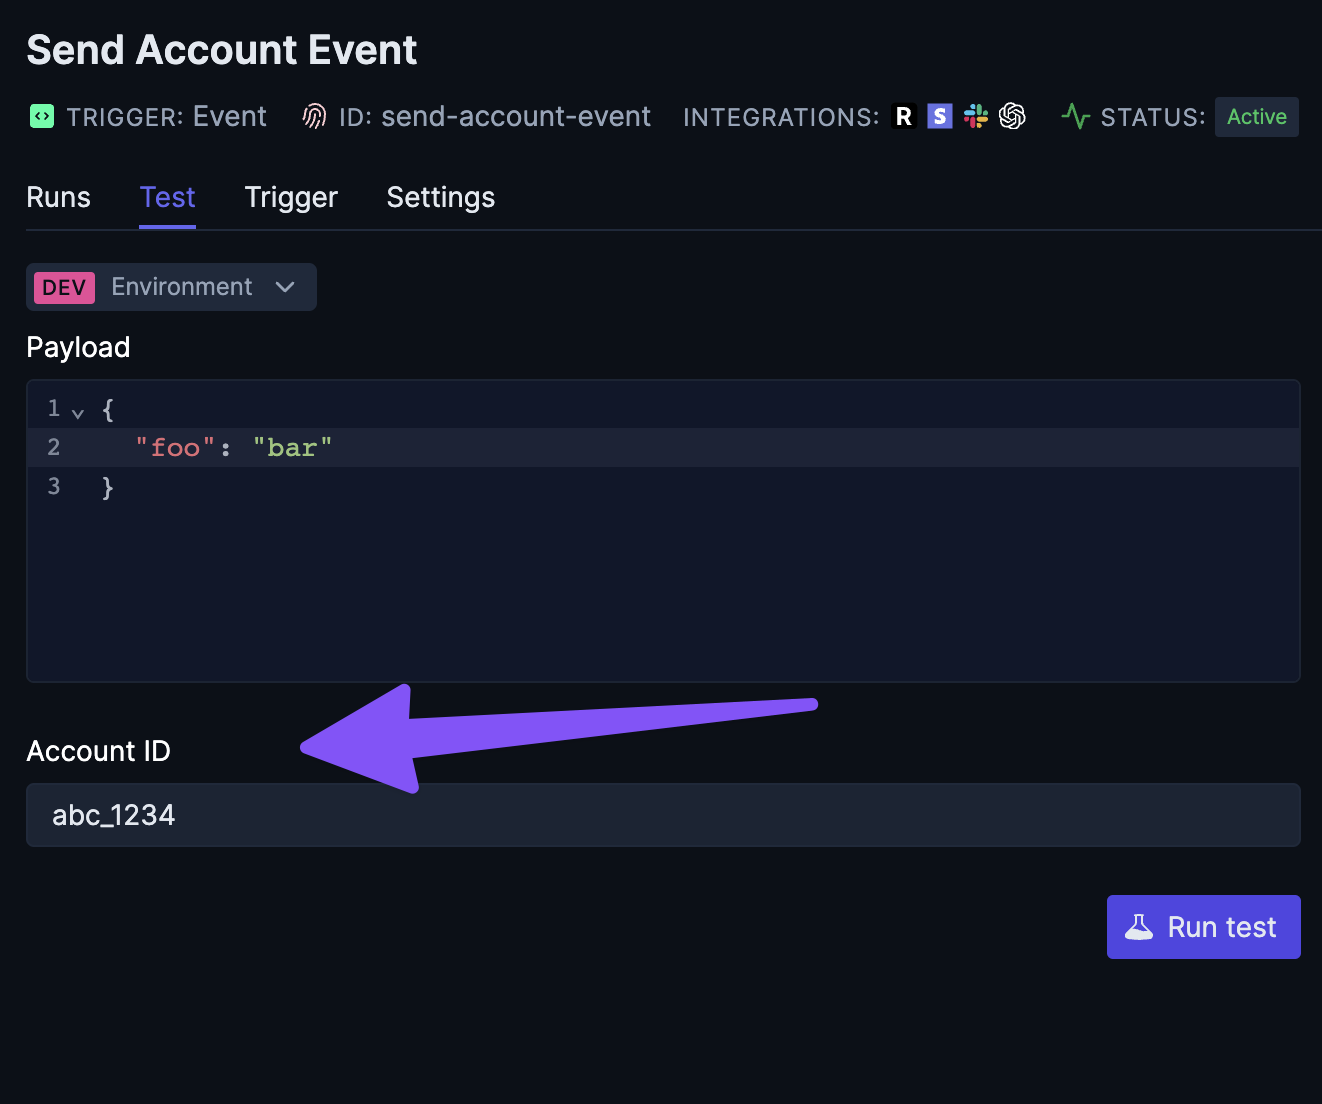 Send Account Event
TRIGGER: Event ID: send-account-event INTEGRATIONS: R S STATUS: Active
Runs Test Trigger Settings
DEV Environment
Payload
1 {
2 "foo": "bar"
3 }
Account ID
abc_1234
Run test